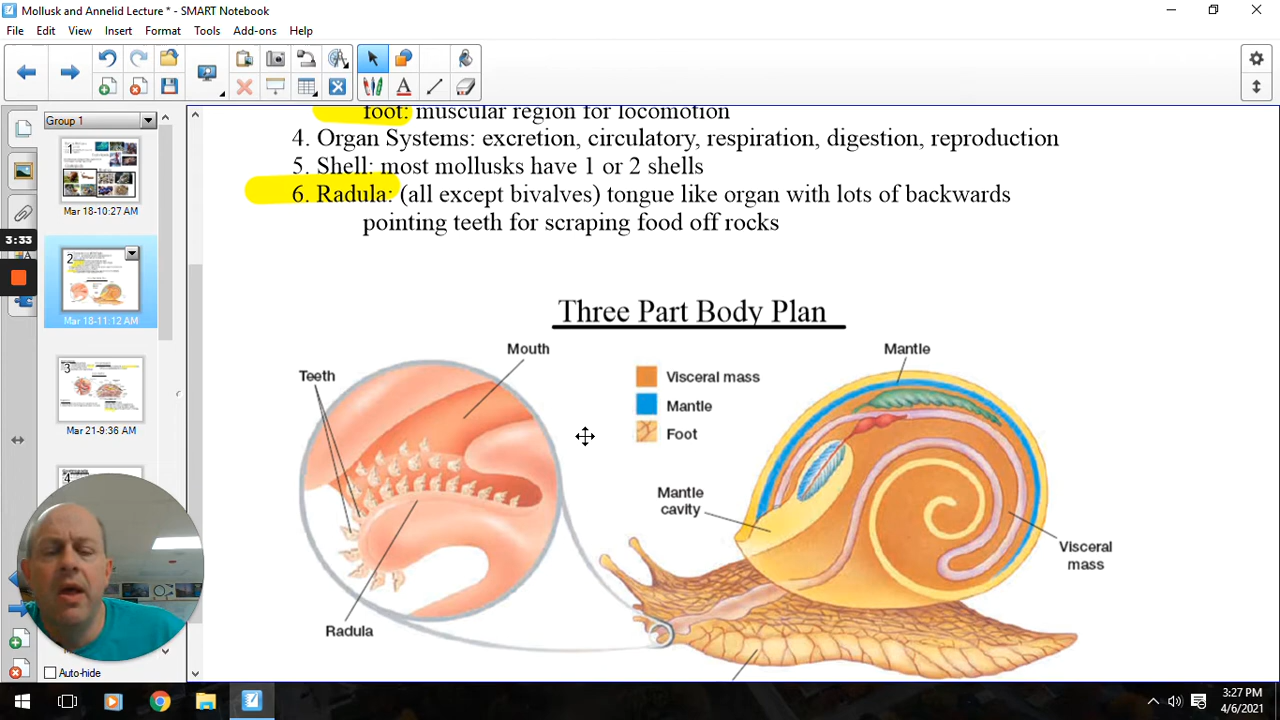 Mollusk and Annelid Lecture * - SMART Notebook
File Edit View Insert Format Tools Add-ons Help
Group 1
1
Mar 18-10:27 AM
2
Mar 18-11:12 AM
3
Mar 21-9:36 AM
4
3:33
Auto-hide
foot: muscular region for locomotion
4. Organ Systems: excretion, circulatory, respiration, digestion, reproduction
5. Shell: most mollusks have 1 or 2 shells
6. Radula: (all except bivalves) tongue like organ with lots of backwards
pointing teeth for scraping food off rocks
Three Part Body Plan
Mouth
Teeth
Radula
Visceral mass
Mantle
Foot
Mantle
Mantle
cavity
Visceral
mass
3:27 PM
4/6/2021